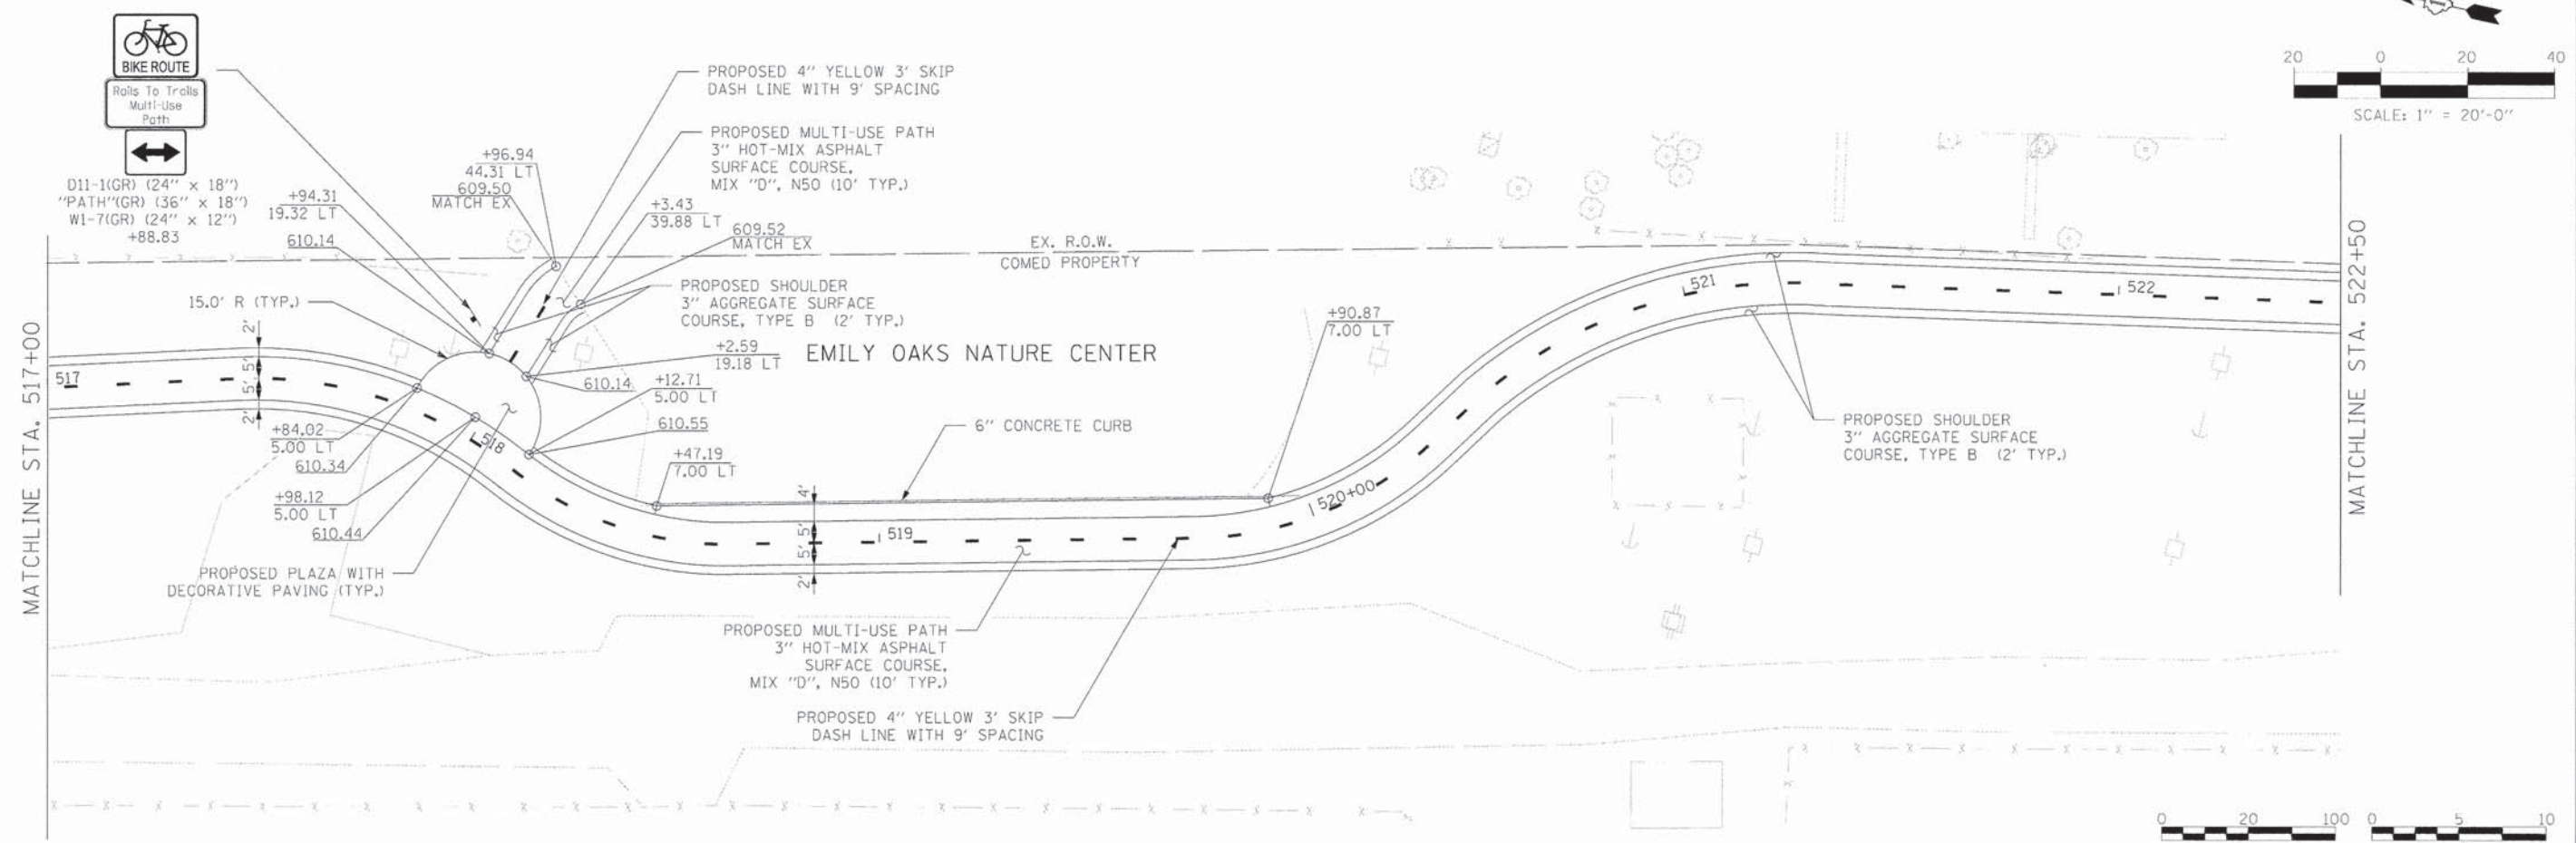 BIKE ROUTE
Rails To Trails
Multi-Use
Path
D11-1(GR) (24" x 18")
"PATH"(GR) (36" x 18")
W1-7(GR) (24" x 12")
+88.83
+94.31
19.32 LT
610.14
+96.94
44.31 LT
609.50
MATCH EX
PROPOSED 4" YELLOW 3' SKIP
DASH LINE WITH 9' SPACING
PROPOSED MULTI-USE PATH
3" HOT-MIX ASPHALT
SURFACE COURSE,
MIX "D", N50 (10' TYP.)
+3.43
39.88 LT
609.52
MATCH EX
EX. R.O.W.
COMED PROPERTY
PROPOSED SHOULDER
3" AGGREGATE SURFACE
COURSE, TYPE B (2' TYP.)
15.0' R (TYP.)
+2.59
19.18 LT
610.14
EMILY OAKS NATURE CENTER
+12.71
5.00 LT
610.55
+47.19
7.00 LT
6" CONCRETE CURB
+90.87
7.00 LT
20 0 20 40
SCALE: 1" = 20'-0"
MATCHLINE STA. 517+00
MATCHLINE STA. 522+50
2'
5'
5'
2'
517
518
519
520+00
521
522
+84.02
5.00 LT
610.34
+98.12
5.00 LT
610.44
PROPOSED PLAZA WITH
DECORATIVE PAVING (TYP.)
4'
5'
5'
2'
PROPOSED MULTI-USE PATH
3" HOT-MIX ASPHALT
SURFACE COURSE,
MIX "D", N50 (10' TYP.)
PROPOSED 4" YELLOW 3' SKIP
DASH LINE WITH 9' SPACING
PROPOSED SHOULDER
3" AGGREGATE SURFACE
COURSE, TYPE B (2' TYP.)
0 20 100
0 5 10